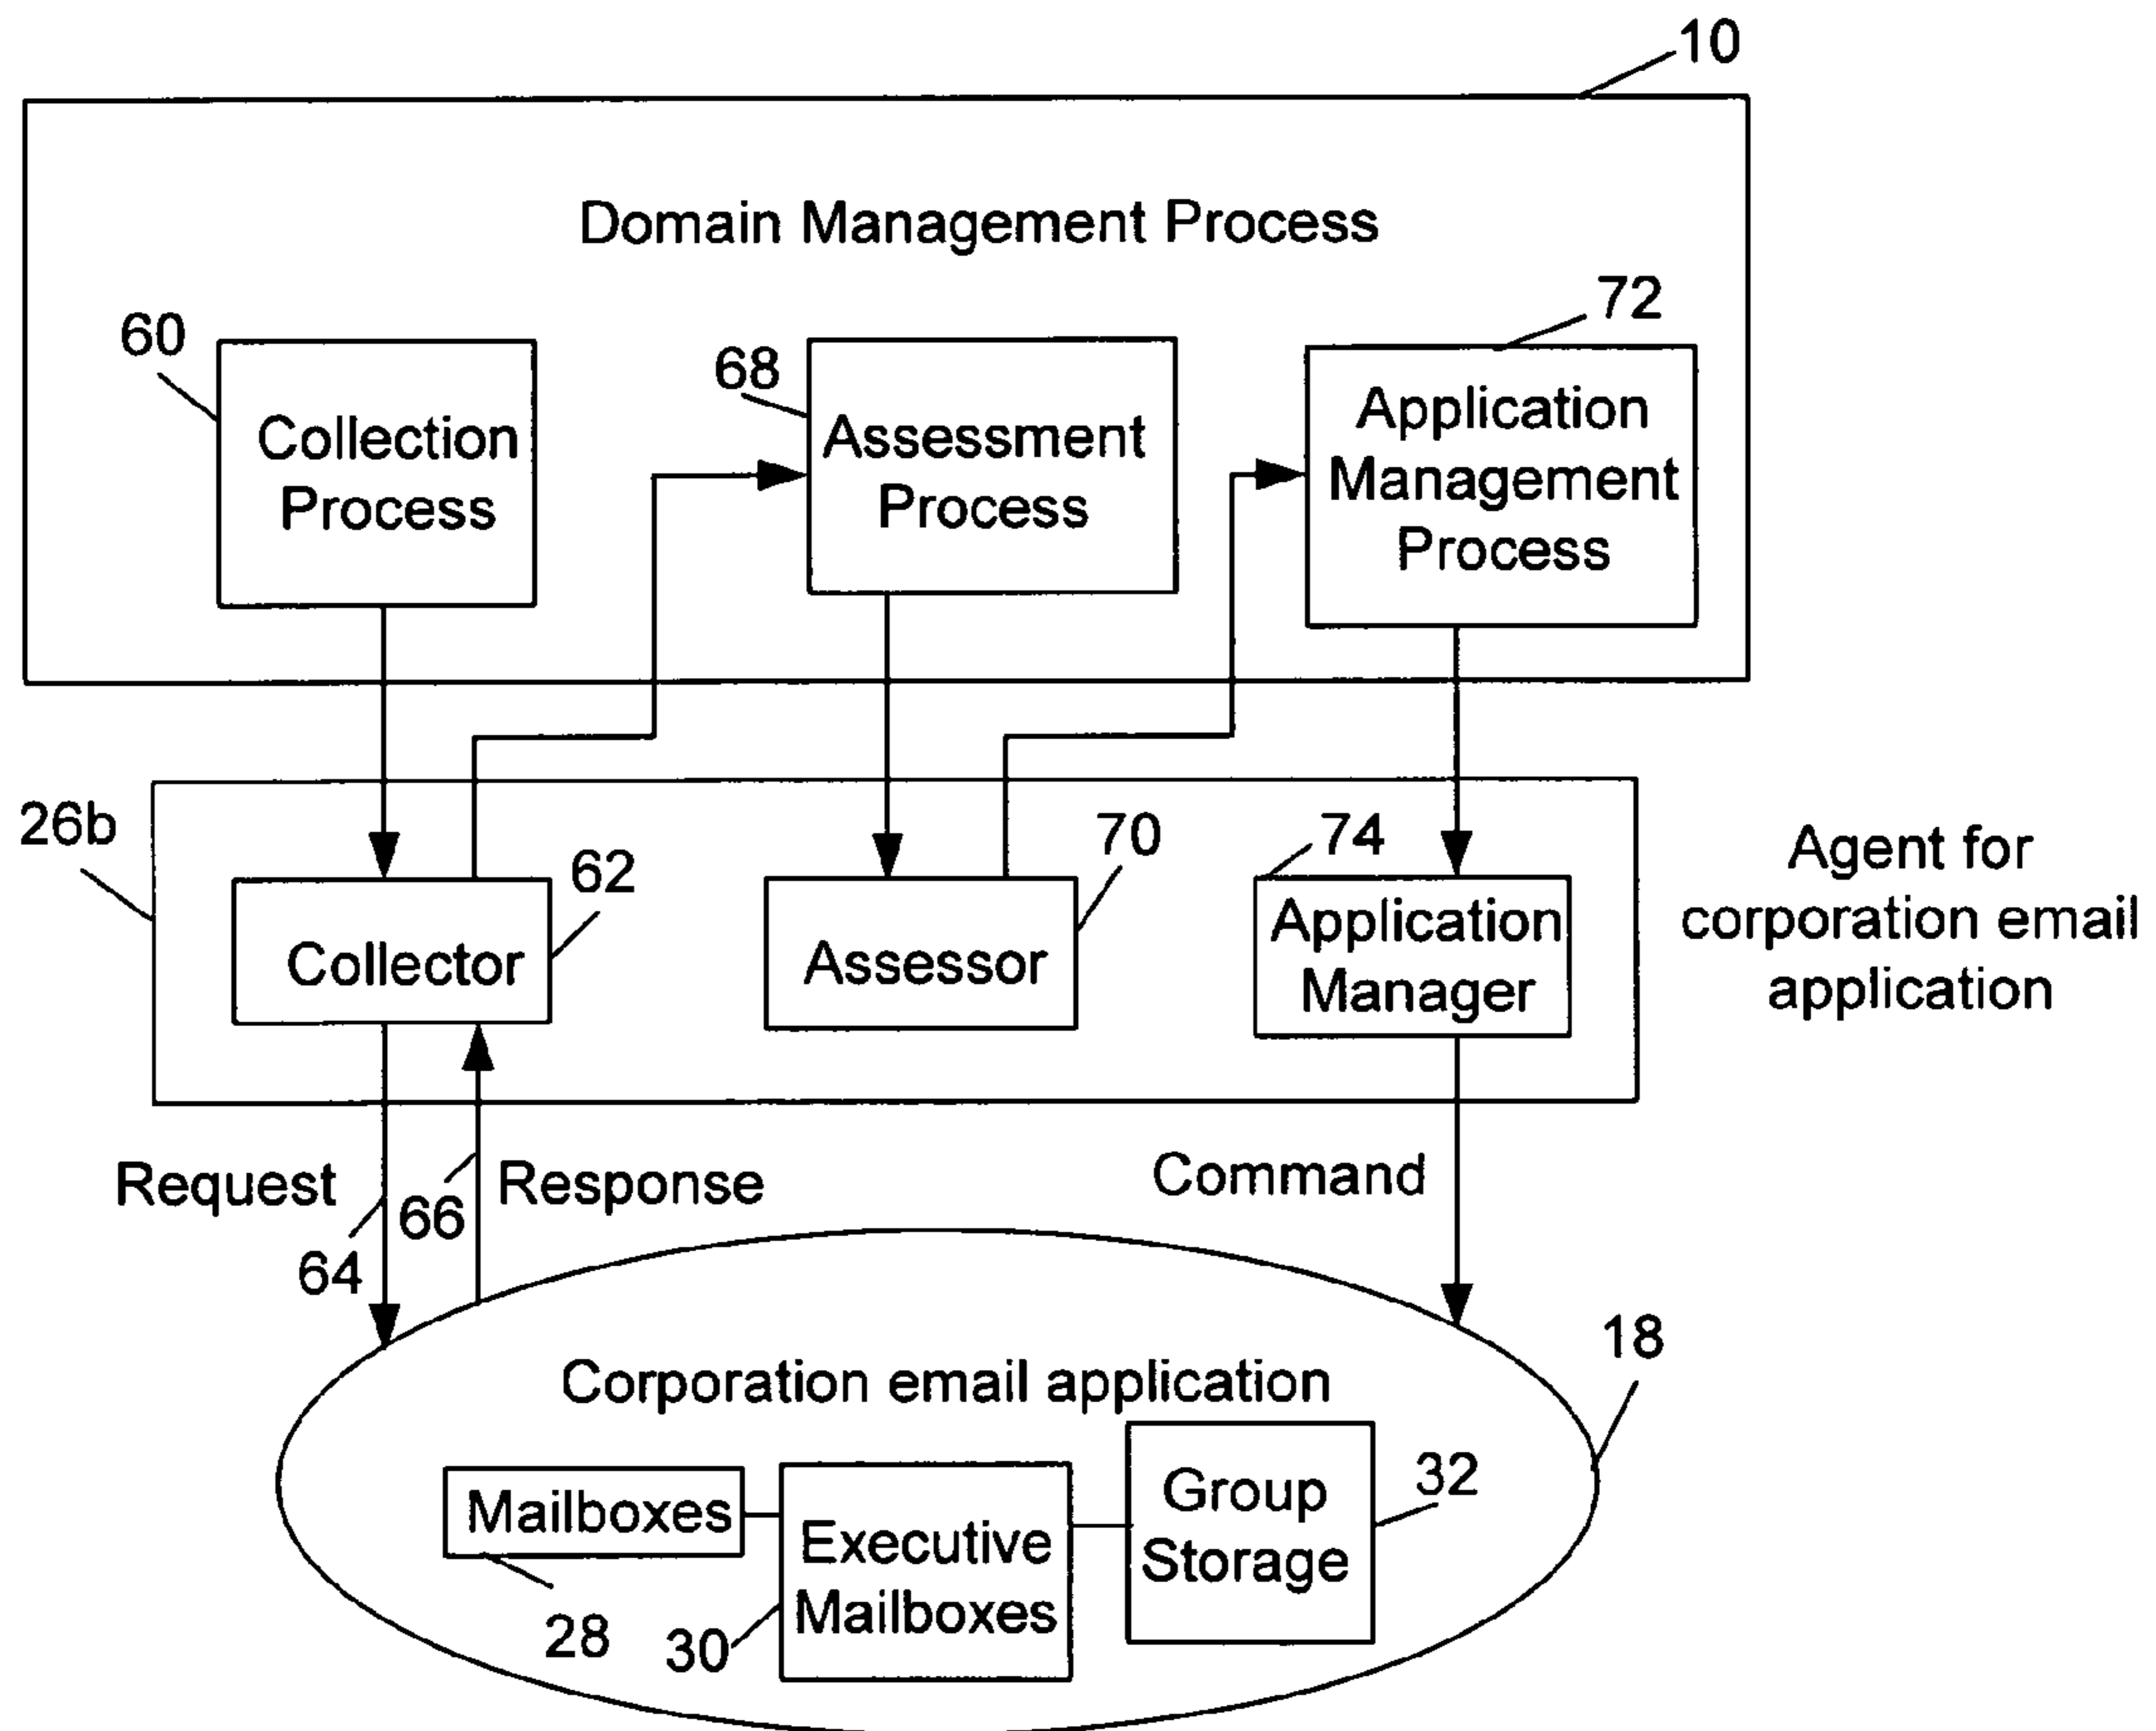 10
Domain Management Process
60
Collection
Process
68
Assessment
Process
72
Application
Management
Process
26b
Collector
62
Assessor
70
74
Application
Manager
Agent for
corporation email
application
Request
64
66
Response
Command
18
Corporation email application
Mailboxes
28
Executive
Mailboxes
30
Group
Storage
32